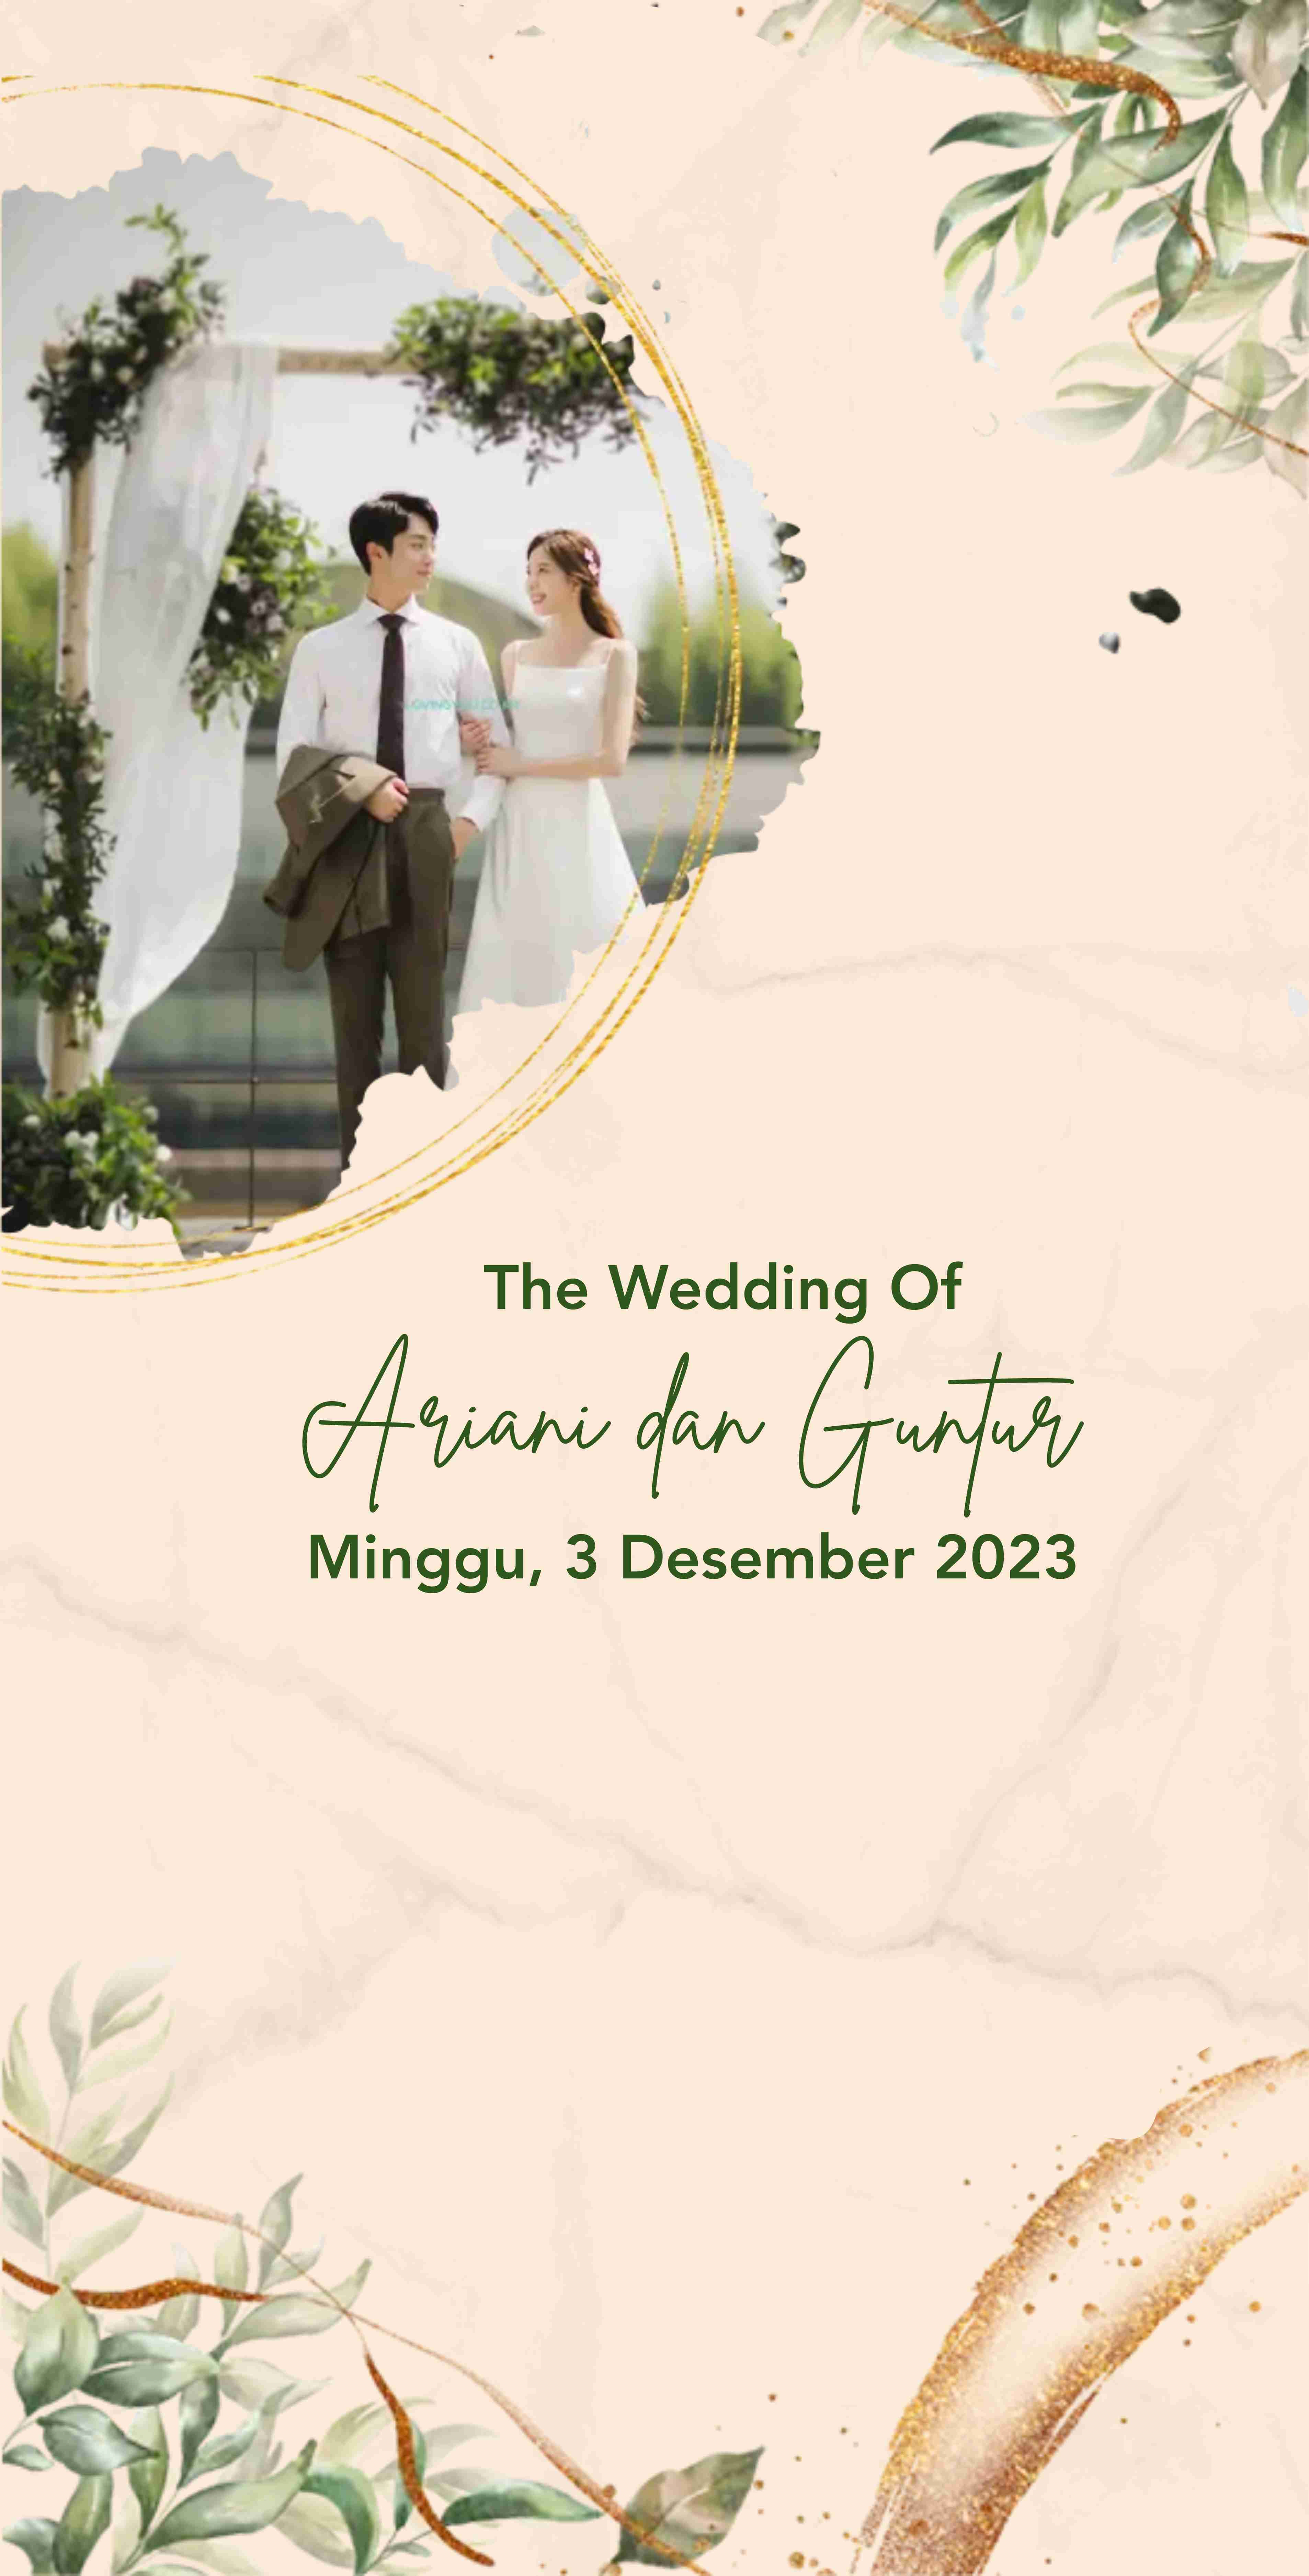 The Wedding Of
Ariani dan Guntur
Minggu, 3 Desember 2023